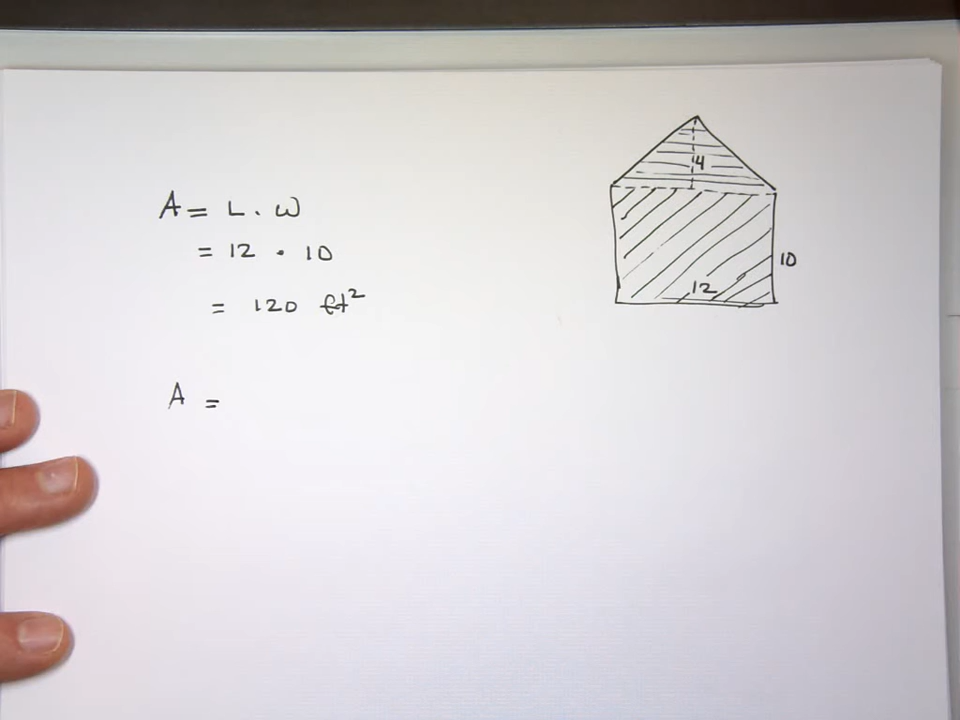 A = L · W
= 12 · 10
= 120 ft²
A =
4
10
12